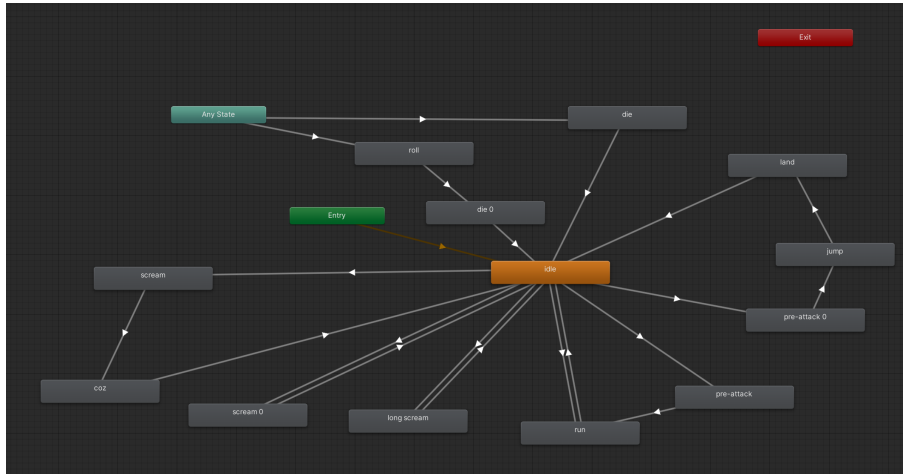 Exit
Any State
die
roll
land
die 0
Entry
jump
idle
scream
pre-attack 0
coz
pre-attack
scream 0
long scream
run